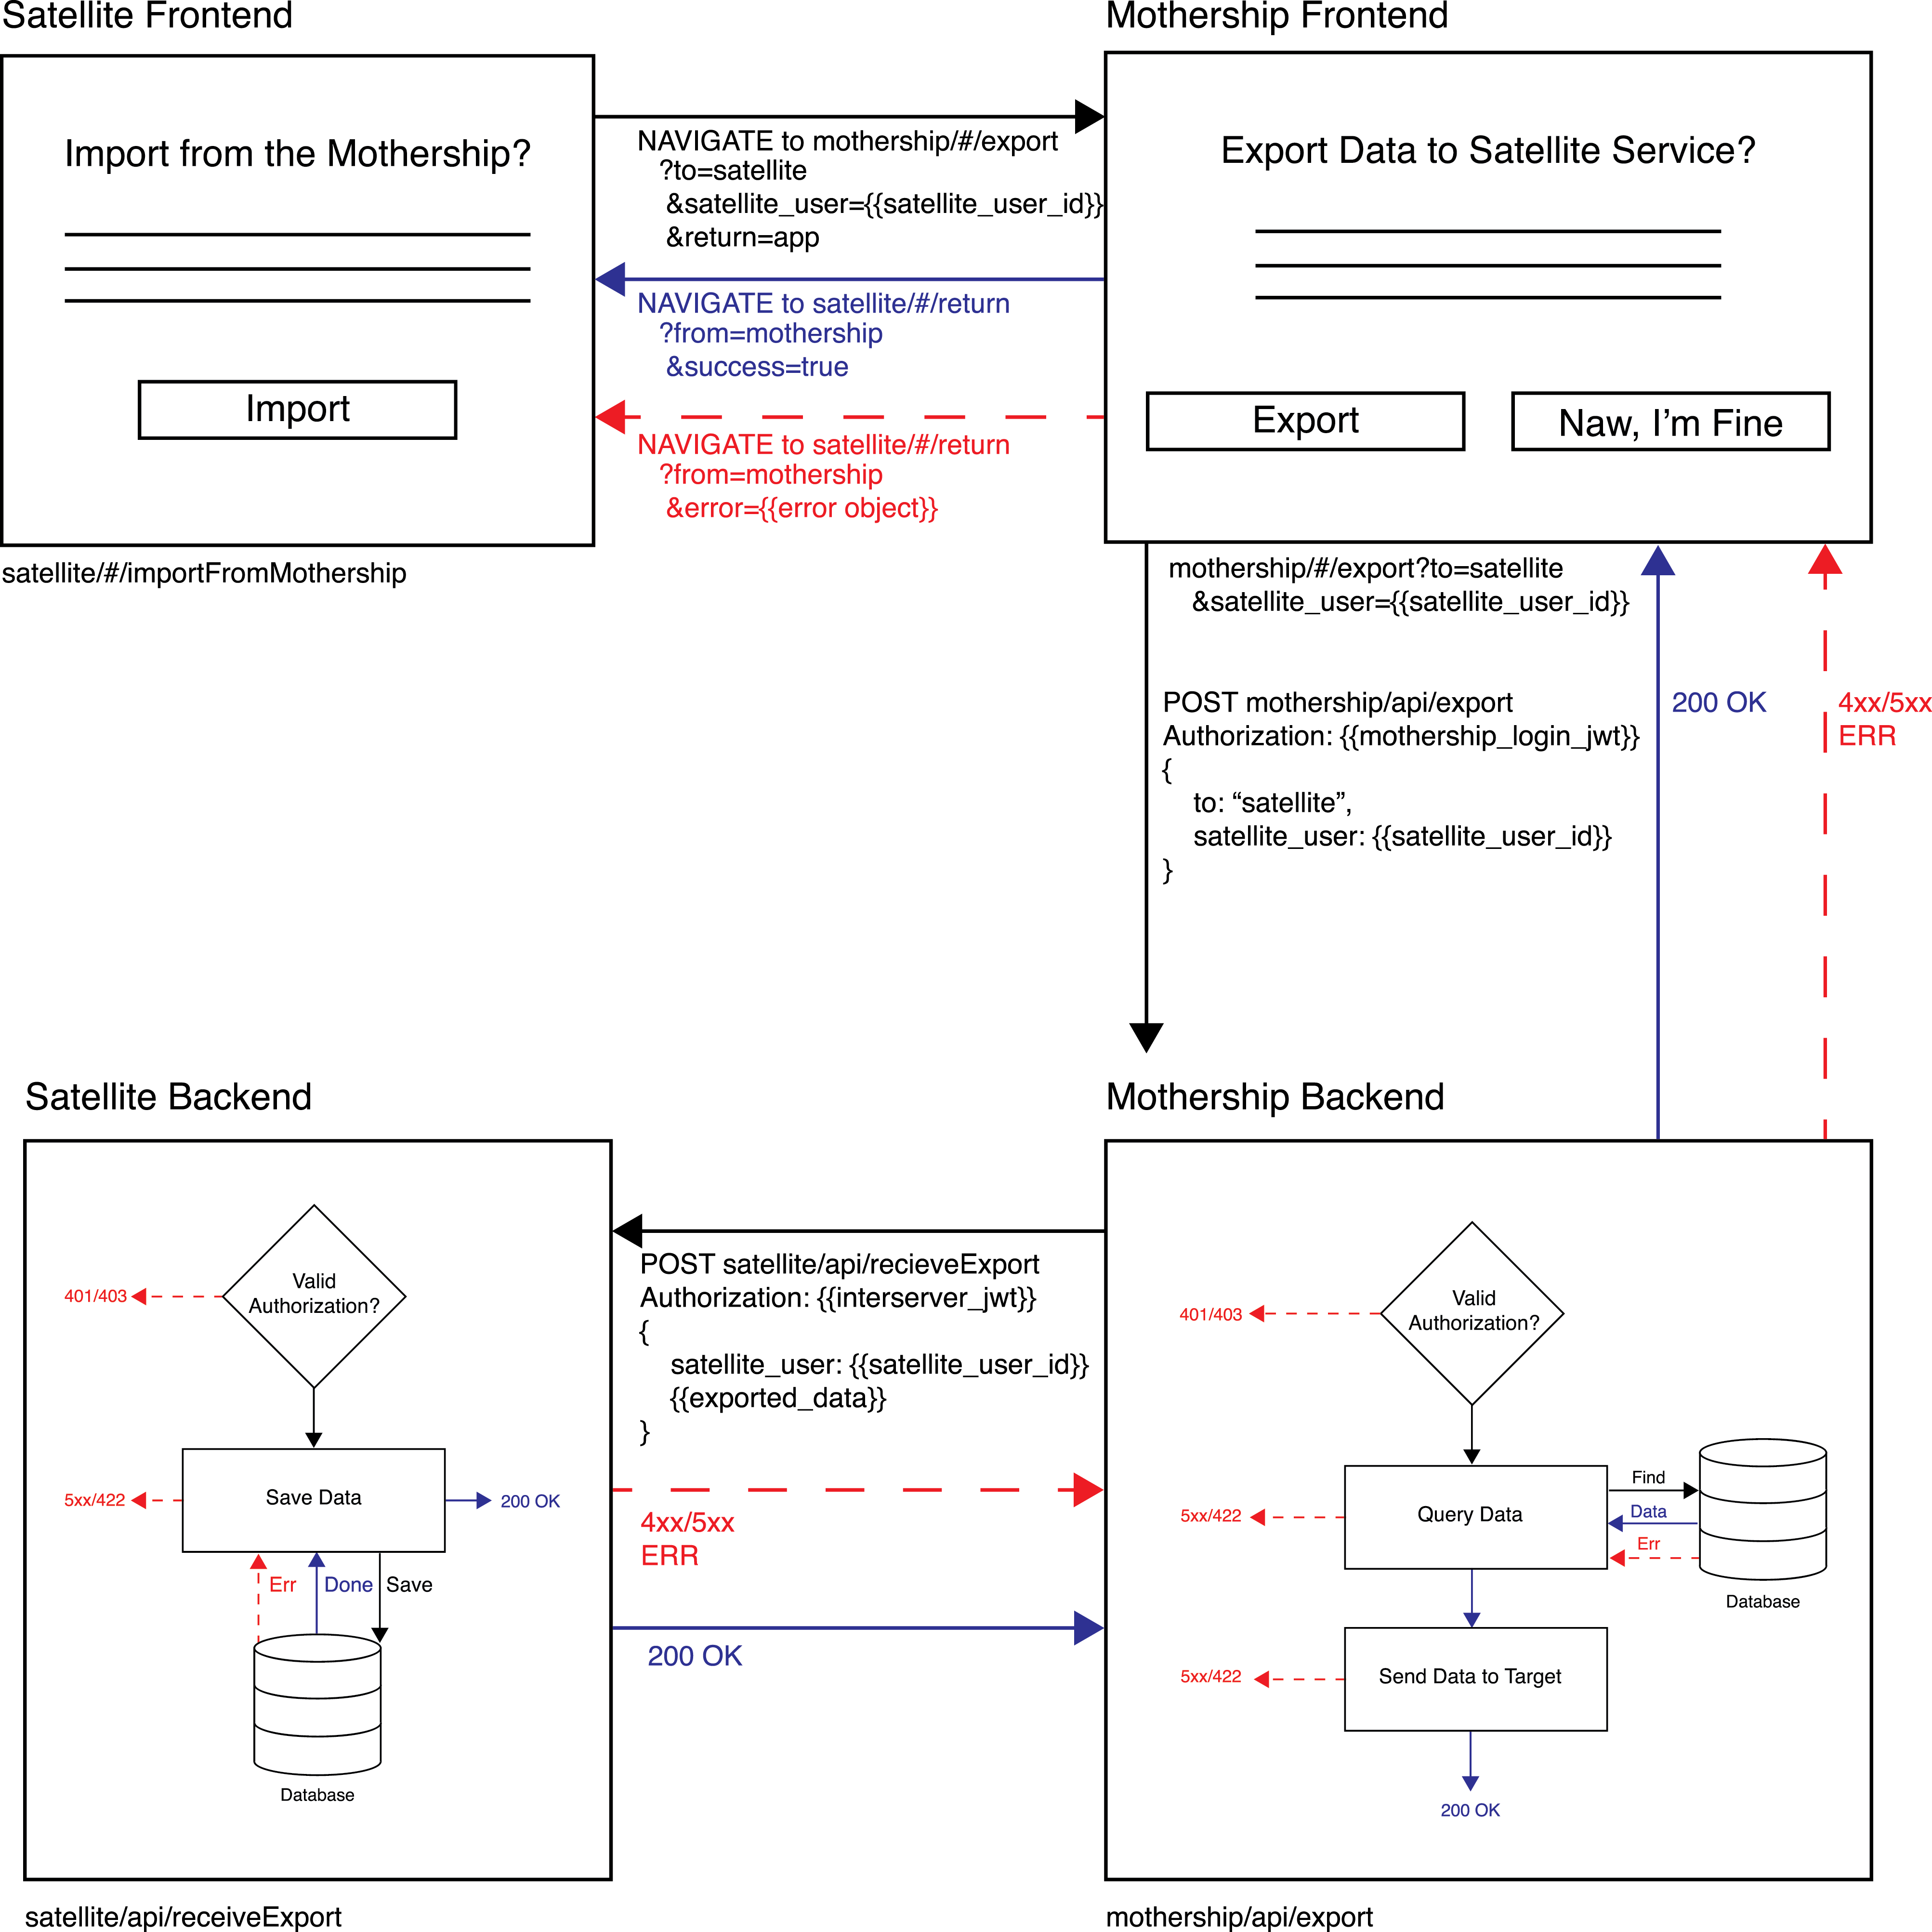 Satellite Frontend
Import from the Mothership?
Import
satellite/#/importFromMothership
NAVIGATE to mothership/#/export
?to=satellite
&satellite_user={{satellite_user_id}}
&return=app
NAVIGATE to satellite/#/return
?from=mothership
&success=true
NAVIGATE to satellite/#/return
?from=mothership
&error={{error object}}
Mothership Frontend
Export Data to Satellite Service?
Export
Naw, I'm Fine
mothership/#/export?to=satellite
&satellite_user={{satellite_user_id}}
POST mothership/api/export
Authorization: {{mothership_login_jwt}}
{
to: “satellite”,
satellite_user: {{satellite_user_id}}
}
200 OK
4xx/5xx
ERR
Satellite Backend
Valid
Authorization?
401/403
Save Data
5xx/422
200 OK
Err
Done
Save
Database
satellite/api/receiveExport
POST satellite/api/recieveExport
Authorization: {{interserver_jwt}}
{
satellite_user: {{satellite_user_id}}
{{exported_data}}
}
4xx/5xx
ERR
200 OK
Mothership Backend
Valid
Authorization?
401/403
Query Data
5xx/422
Find
Data
Err
Database
Send Data to Target
5xx/422
200 OK
mothership/api/export